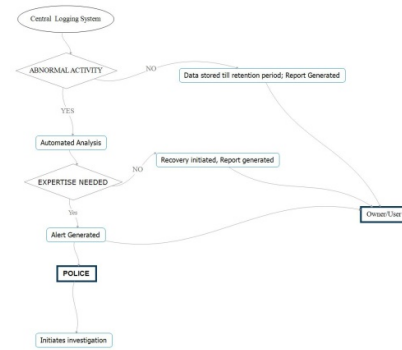 Central Logging System
ABNORMAL ACTIVITY
NO
Data stored till retention period; Report Generated
YES
Automated Analysis
Recovery initiated, Report generated
NO
EXPERTISE NEEDED
Yes
Owner/User
Alert Generated
POLICE
Initiates investigation